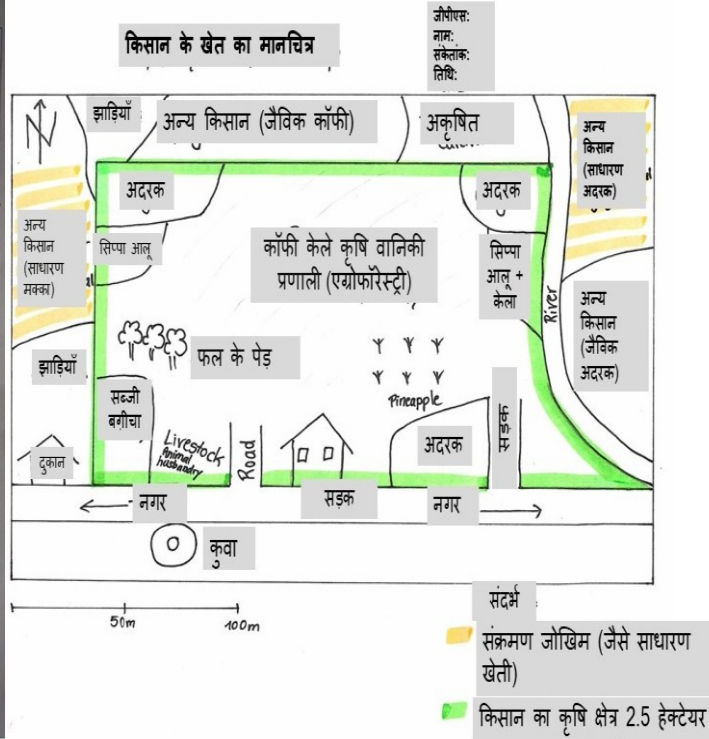 किसान के खेत का मानचित्र
जीपीएस:
नाम:
संकेतांक:
तिथि:
N
झाड़ियाँ
अन्य किसान (जैविक कॉफी)
अकृषित
अन्य
किसान
(साधारण
अदरक)
अदरक
अदरक
अन्य
किसान
(साधारण
मक्का)
सिप्पा आलू
कॉफी केले कृषि वानिकी
प्रणाली (एग्रोफॉरेस्ट्री)
सिप्पा
आलू +
केला
River
अन्य
किसान
(जैविक
अदरक)
फल के पेड़
झाड़ियाँ
Pineapple
सब्जी
बगीचा
Livestock
Animal
husbandry
Road
अदरक
सड़क
दुकान
नगर
सड़क
नगर
कुवा
50m
100m
संदर्भ
संक्रमण जोखिम (जैसे साधारण
खेती)
किसान का कृषि क्षेत्र 2.5 हेक्टेयर